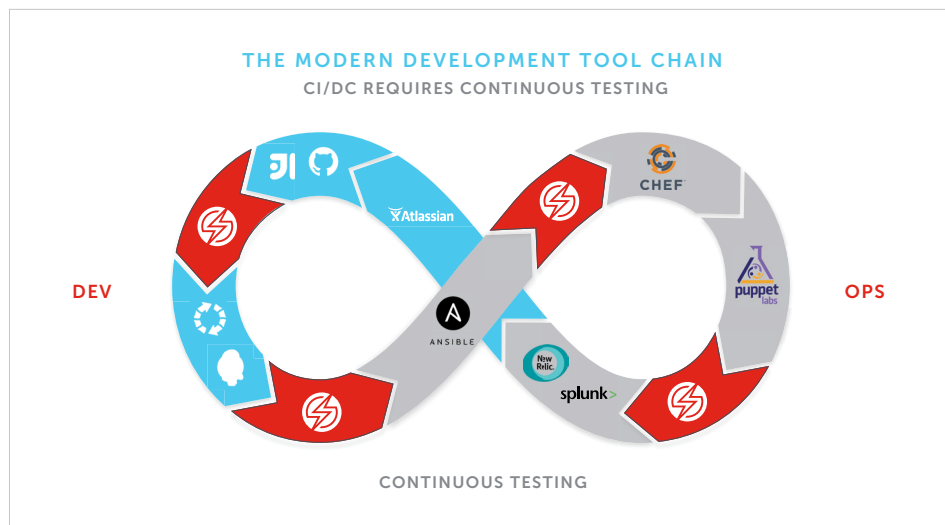 THE MODERN DEVELOPMENT TOOL CHAIN
CI/DC REQUIRES CONTINUOUS TESTING
CHEF
Atlassian
DEV
puppet
labs
OPS
ANSIBLE
New
Relic.
splunk>
CONTINUOUS TESTING